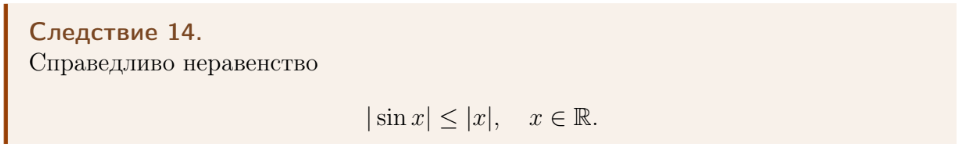 Следствие 14.
Справедливо неравенство
| sin x| ≤ |x|, x ∈ ℝ.